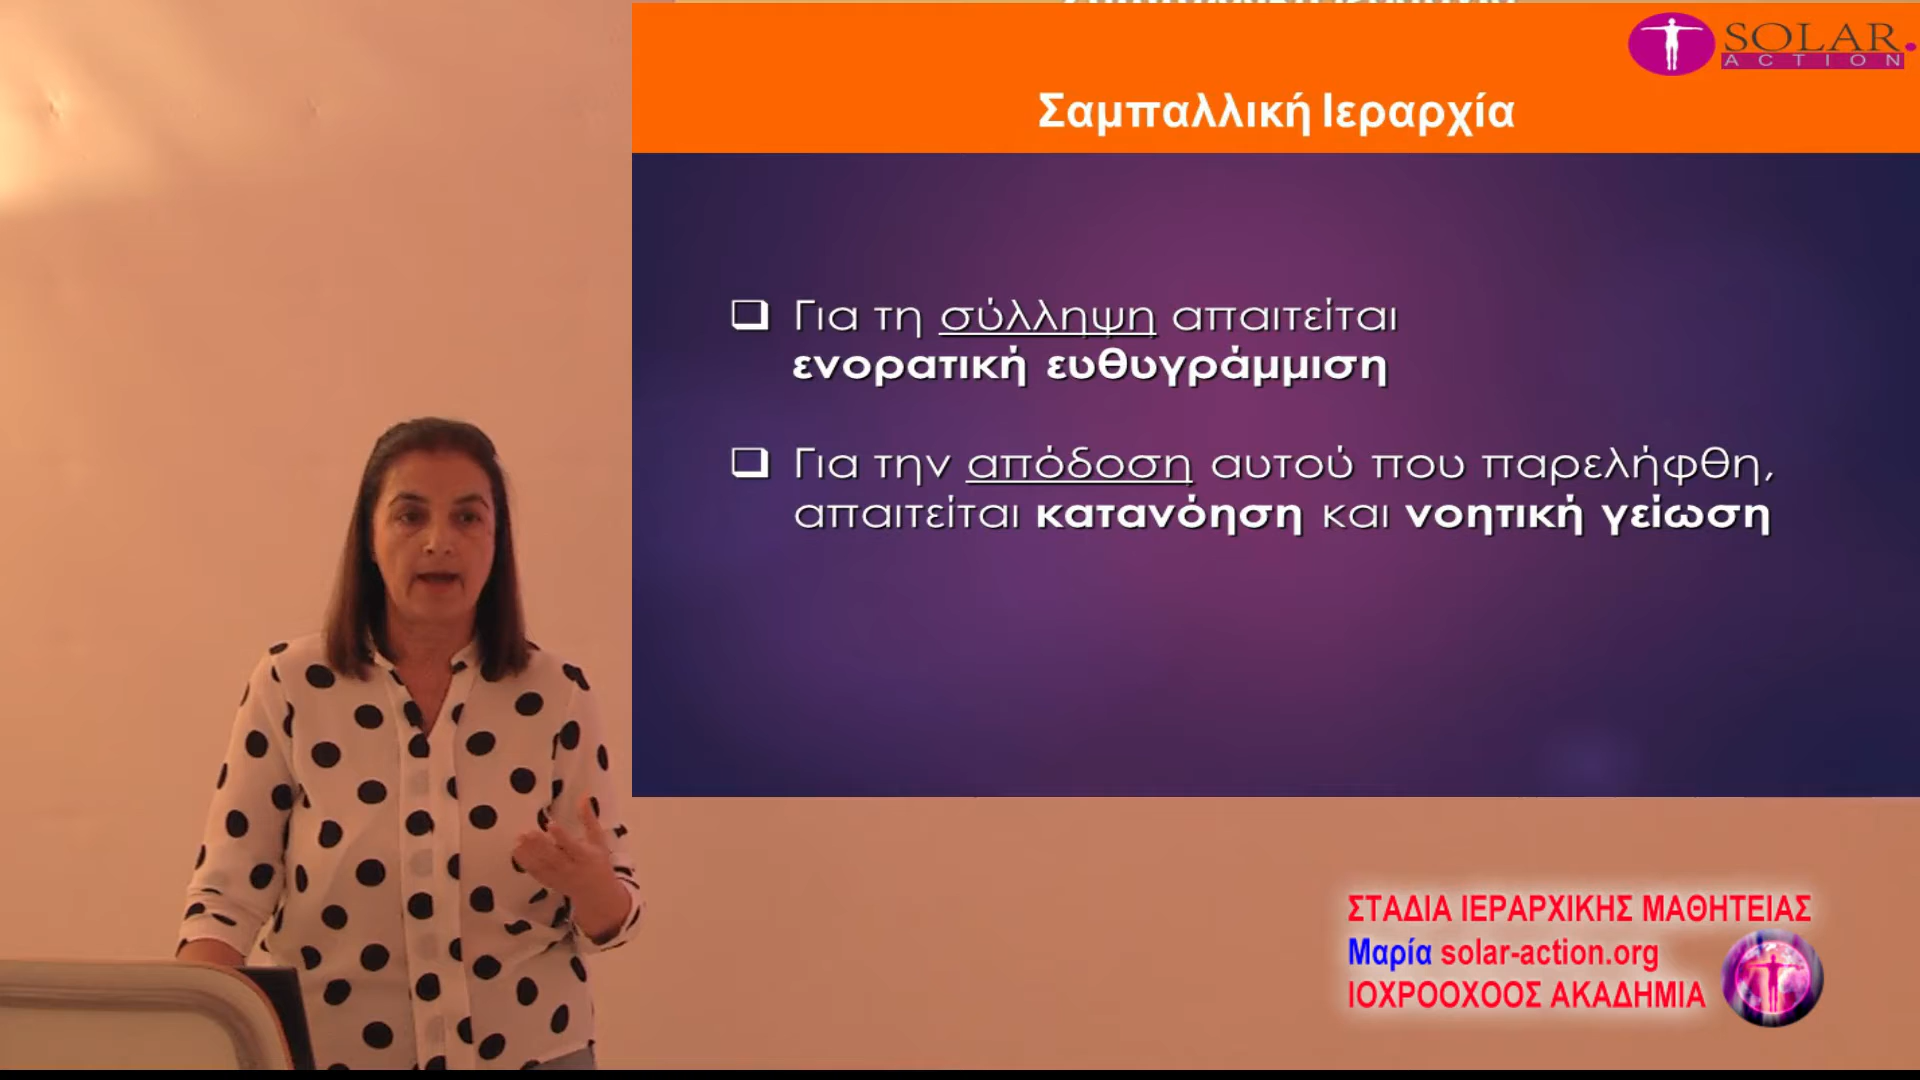 SOLAR
ACTION
Σαμπαλλική Ιεραρχία
Για τη σύλληψη απαιτείται
ενορατική ευθυγράμμιση
Για την απόδοση αυτού που παρελήφθη,
απαιτείται κατανόηση και νοητική γείωση
ΣΤΑΔΙΑ ΙΕΡΑΡΧΙΚΗΣ ΜΑΘΗΤΕΙΑΣ
Μαρία solar-action.org
ΙΟΧΡΟΟΧΟΟΣ ΑΚΑΔΗΜΙΑ